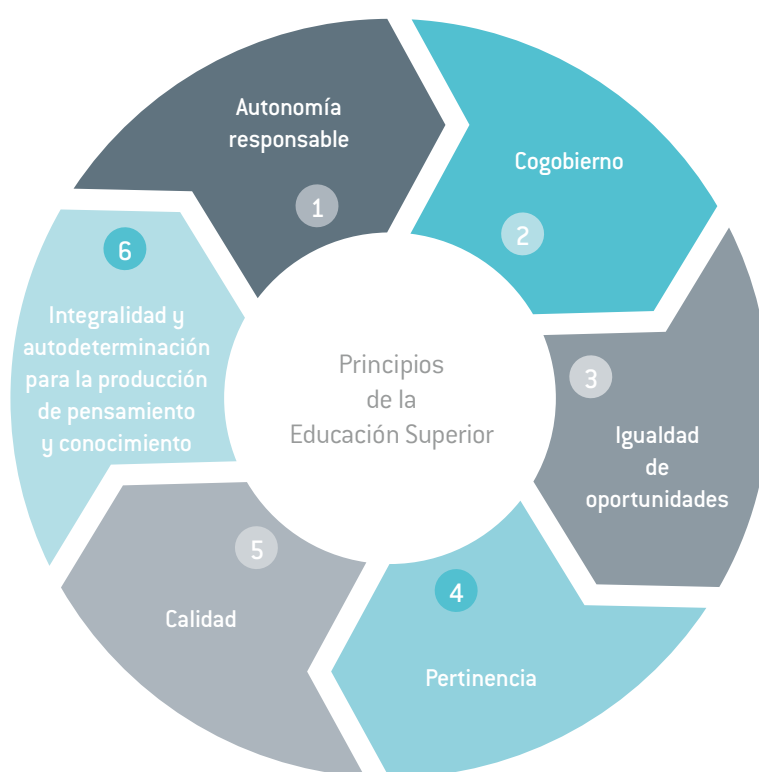 Principios
de la
Educación Superior
Autonomía
responsable
1
Cogobierno
2
3
Igualdad
de
oportunidades
4
Pertinencia
5
Calidad
6
Integralidad y
autodeterminación
para la producción
de pensamiento
y conocimiento